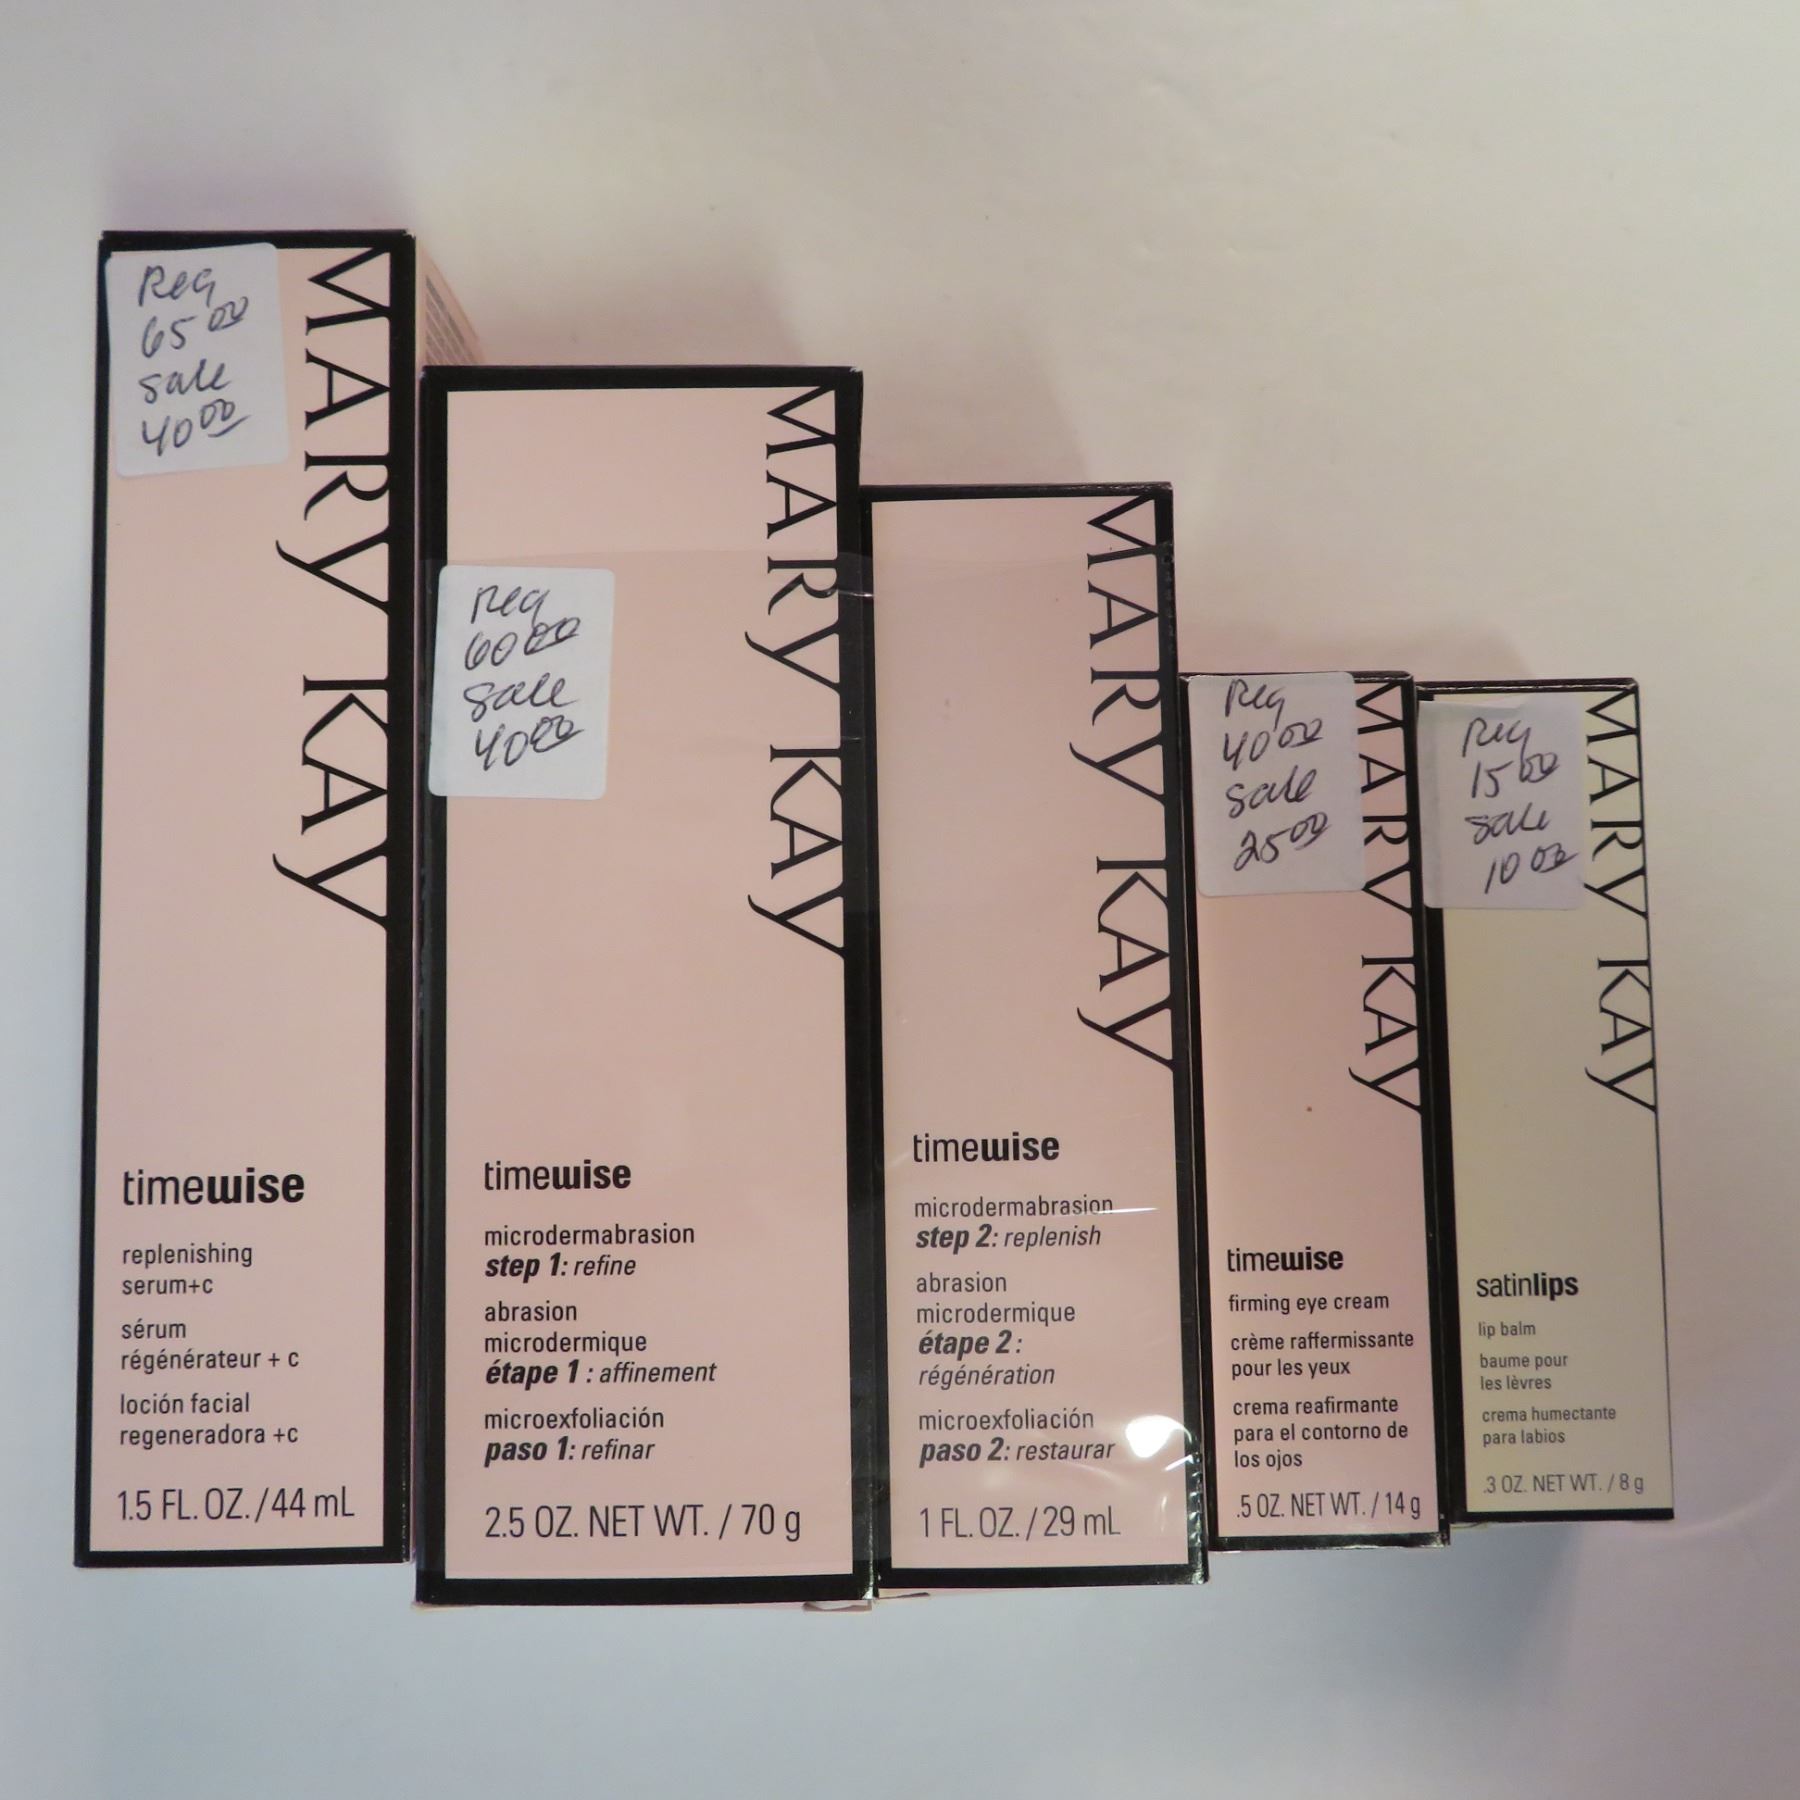 Reg
65 00
sale
40 00
MARY KAY
timewise
replenishing
serum+c
sérum
régénérateur + c
loción facial
regeneradora +c
1.5 FL. OZ. / 44 mL
Reg
60 00
sale
40 00
MARY KAY
timewise
microdermabrasion
step 1: refine
abrasion
microdermique
étape 1 : affinement
microexfoliación
paso 1: refinar
2.5 OZ. NET WT. / 70 g
MARY KAY
timewise
microdermabrasion
step 2: replenish
abrasion
microdermique
étape 2 :
régénération
microexfoliación
paso 2: restaurar
1 FL. OZ. / 29 mL
Reg
40 00
sale
25 00
MARY KAY
timewise
firming eye cream
crème raffermissante
pour les yeux
crema reafirmante
para el contorno de
los ojos
.5 OZ. NET WT. / 14 g
Reg
15 00
sale
10 00
MARY KAY
satinlips
lip balm
baume pour
les lèvres
crema humectante
para labios
.3 OZ. NET WT. / 8 g